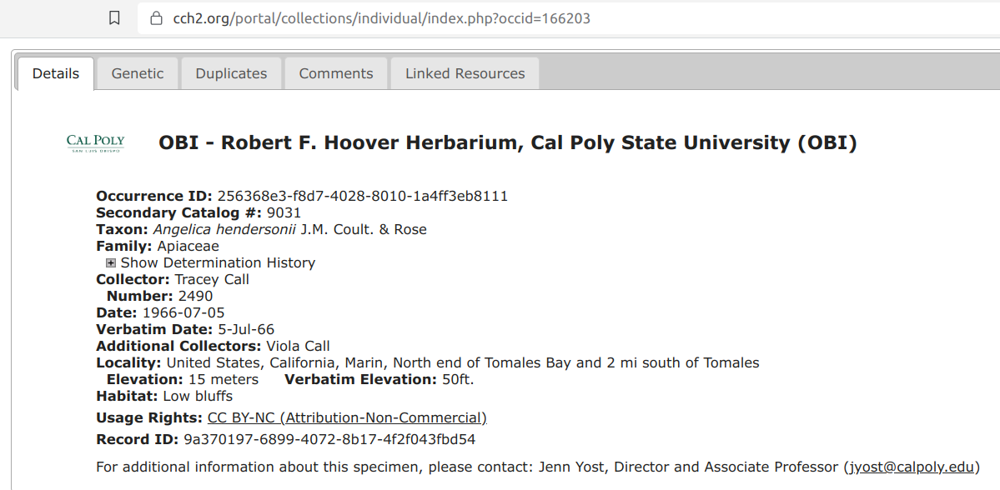 cch2.org/portal/collections/individual/index.php?occid=166203
Details Genetic Duplicates Comments Linked Resources
CAL POLY
SAN LUIS OBISPO
OBI - Robert F. Hoover Herbarium, Cal Poly State University (OBI)
Occurrence ID: 256368e3-f8d7-4028-8010-1a4ff3eb8111
Secondary Catalog #: 9031
Taxon: Angelica hendersonii J.M. Coult. & Rose
Family: Apiaceae
Show Determination History
Collector: Tracey Call
Number: 2490
Date: 1966-07-05
Verbatim Date: 5-Jul-66
Additional Collectors: Viola Call
Locality: United States, California, Marin, North end of Tomales Bay and 2 mi south of Tomales
Elevation: 15 meters Verbatim Elevation: 50ft.
Habitat: Low bluffs
Usage Rights: CC BY-NC (Attribution-Non-Commercial)
Record ID: 9a370197-6899-4072-8b17-4f2f043fbd54
For additional information about this specimen, please contact: Jenn Yost, Director and Associate Professor (jyost@calpoly.edu)